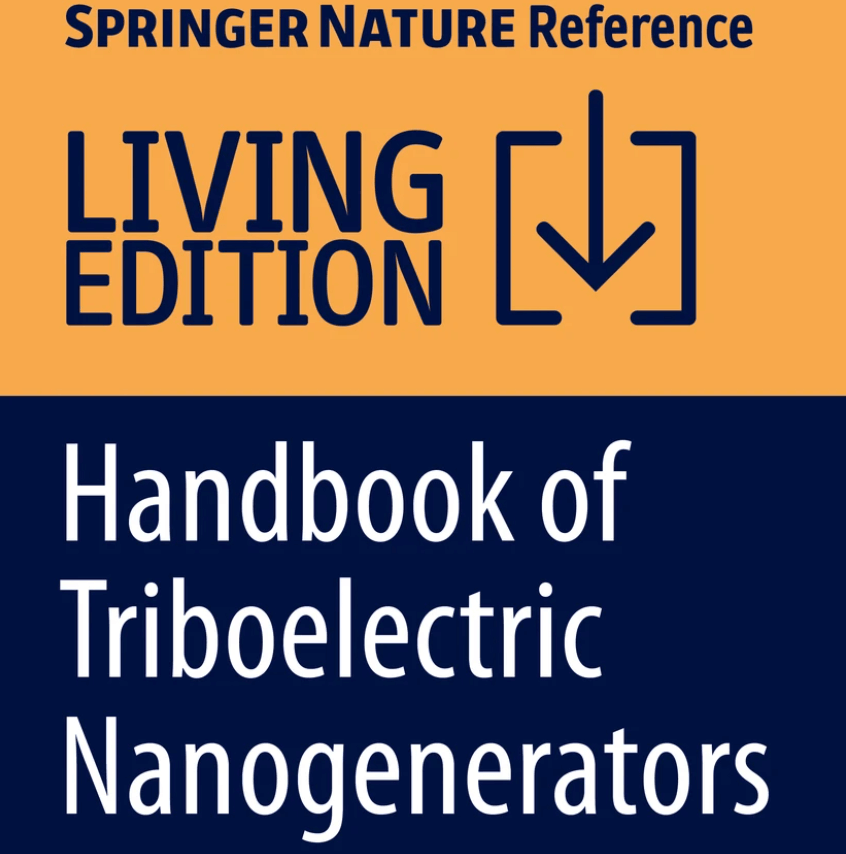 SPRINGER NATURE Reference
LIVING
EDITION
Handbook of
Triboelectric
Nanogenerators